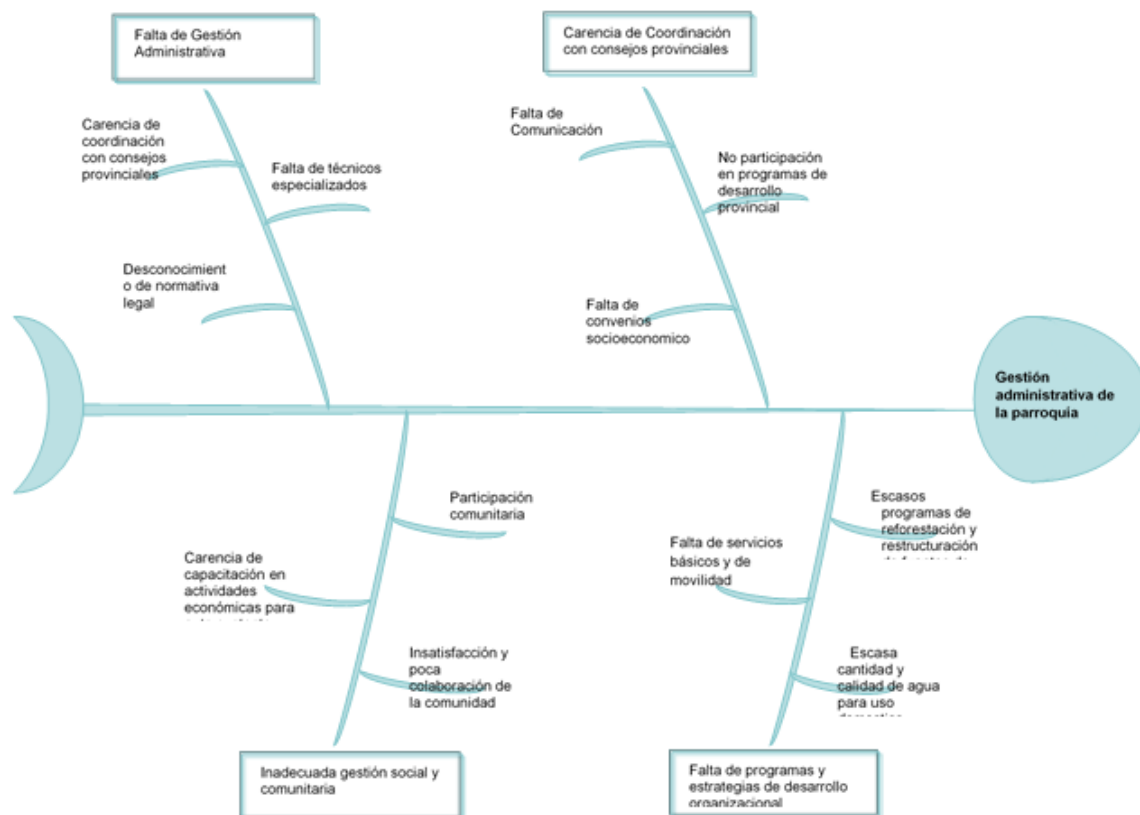 Falta de Gestión
Administrativa
Carencia de Coordinación
con consejos provinciales
Carencia de
coordinación
con consejos
provinciales
Falta de técnicos
especializados
Desconocimient
o de normativa
legal
Falta de
Comunicación
No participación
en programas de
desarrollo
provincial
Falta de
convenios
socioeconomico
Gestión
administrativa de
la parroquia
Participación
comunitaria
Carencia de
capacitación en
actividades
económicas para
Insatisfacción y
poca
colaboración de
la comunidad
Escasos
programas de
reforestación y
restructuración
Falta de servicios
básicos y de
movilidad
Escasa
cantidad y
calidad de agua
para uso
Inadecuada gestión social y
comunitaria
Falta de programas y
estrategias de desarrollo
organizacional